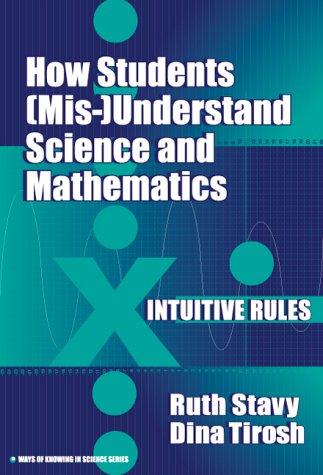 How Students
(Mis-)Understand
Science and
Mathematics
X
INTUITIVE RULES
Ruth Stavy
Dina Tirosh
WAYS OF KNOWING IN SCIENCE SERIES